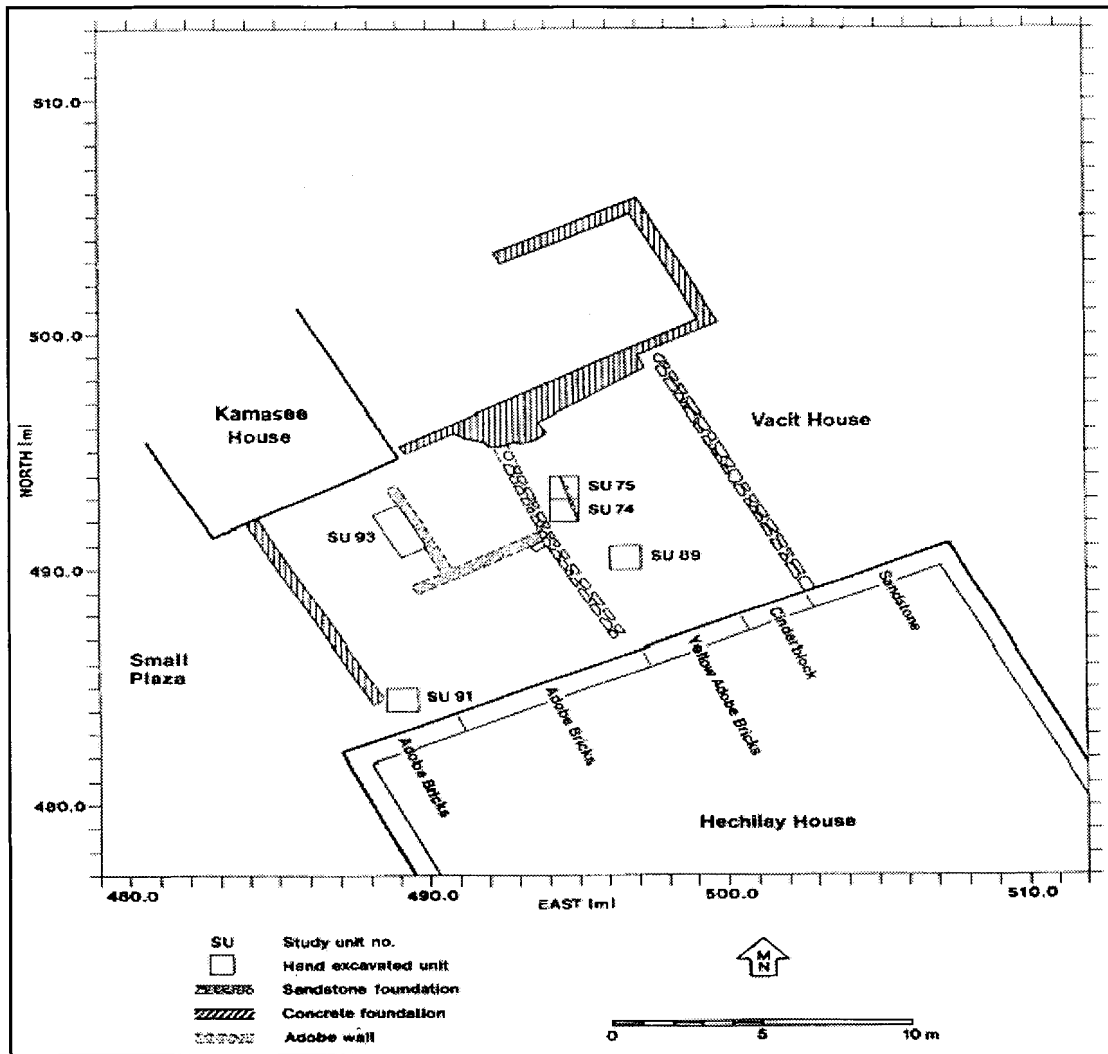 510.0
500.0
490.0
480.0
NORTH [m]
Kamasee
House
Vacit House
SU 75
SU 74
SU 93
SU 89
Small
Plaza
SU 91
Sandstone
Cinderblock
Yellow Adobe Bricks
Adobe Bricks
Adobe Bricks
Hechilay House
480.0
490.0
500.0
510.0
EAST [m]
SU Study unit no.
Hand excavated unit
Sandstone foundation
Concrete foundation
Adobe wall
M
N
0 5 10 m